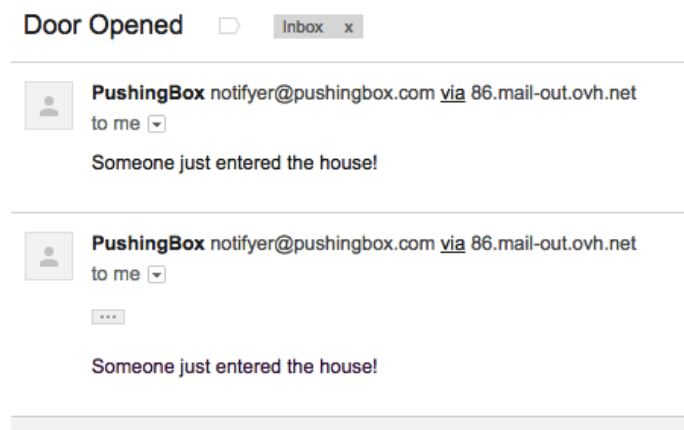 Door Opened Inbox x
PushingBox notifyer@pushingbox.com via 86.mail-out.ovh.net
to me
Someone just entered the house!
PushingBox notifyer@pushingbox.com via 86.mail-out.ovh.net
to me
...
Someone just entered the house!